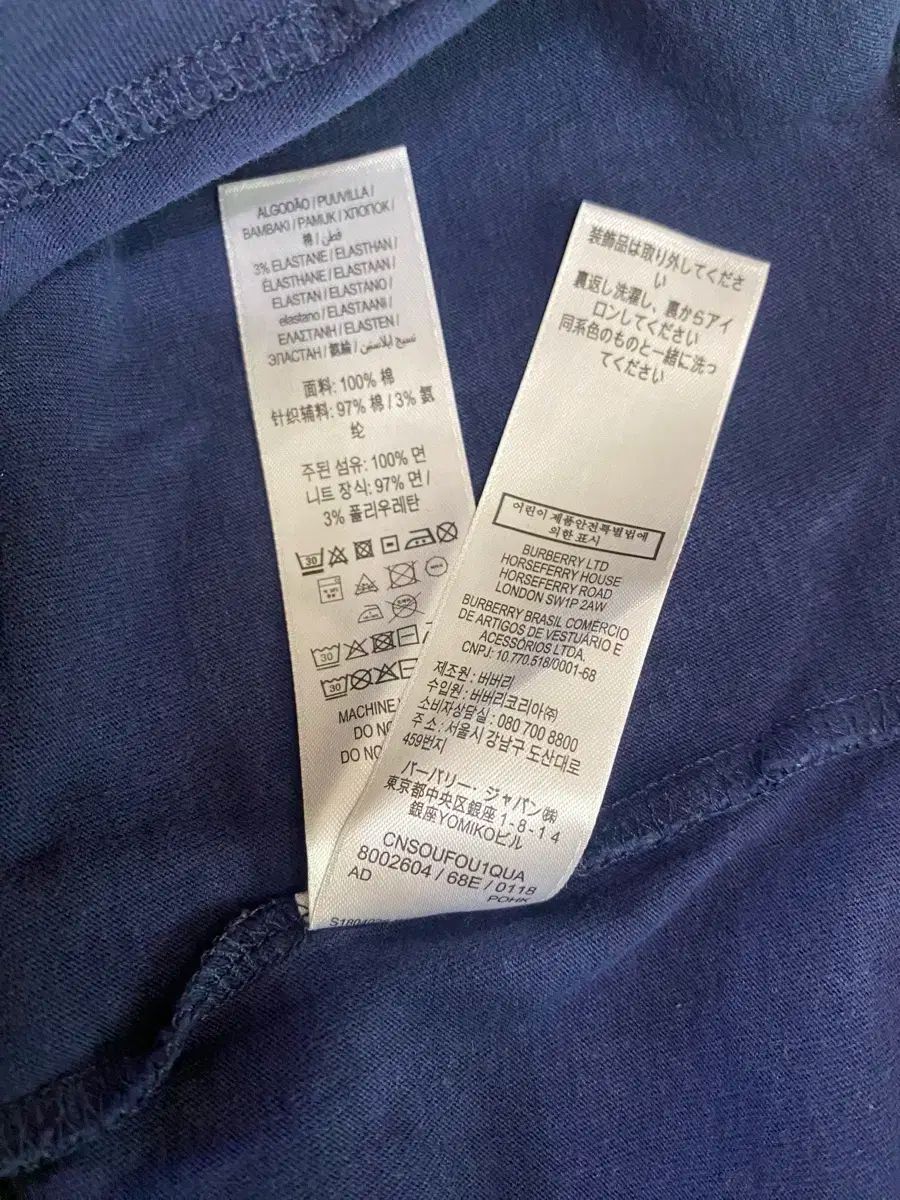 ALGODÃO / PUUVILLA /
BAMBAKI / PAMUK / ΧΠΟΠΟΚ /
棉 / قطن
3% ELASTANE / ELASTHAN /
ÉLASTHANE / ELASTAAN /
ELASTAN / ELASTANO /
elastano / ELASTAANI /
ΕΛΑΣΤΑΝΗ / ELASTEN /
ЭПАСТАН / 氨綸 / نسيج ايلاستين
面料: 100% 棉
针织辅料: 97% 棉 / 3% 氨
纶
주된 섬유: 100% 면
니트 장식: 97% 면 /
3% 폴리우레탄
30
30
30
MACHINE
DO NO
DO NO
装飾品は取り外してくださ
い
裏返し洗濯し、裏からアイ
ロンしてください
同系色のものと一緒に洗っ
てください
어린이 제품안전특별법에
의한 표시
BURBERRY LTD
HORSEFERRY HOUSE
HORSEFERRY ROAD
LONDON SW1P 2AW
BURBERRY BRASIL COMÉRCIO
DE ARTIGOS DE VESTUÁRIO E
ACESSÓRIOS LTDA.
CNPJ: 10.770.518/0001-68
제조원 : 버버리
수입원 : 버버리코리아㈜
소비자상담실 : 080 700 8800
주 소 : 서울시 강남구 도산대로
459번지
バーバリー・ジャパン㈱
東京都中央区銀座 1 - 8 - 1 4
銀座YOMIKOビル
CNSOUFOU1QUA
8002604 / 68E / 0118
AD
POHK